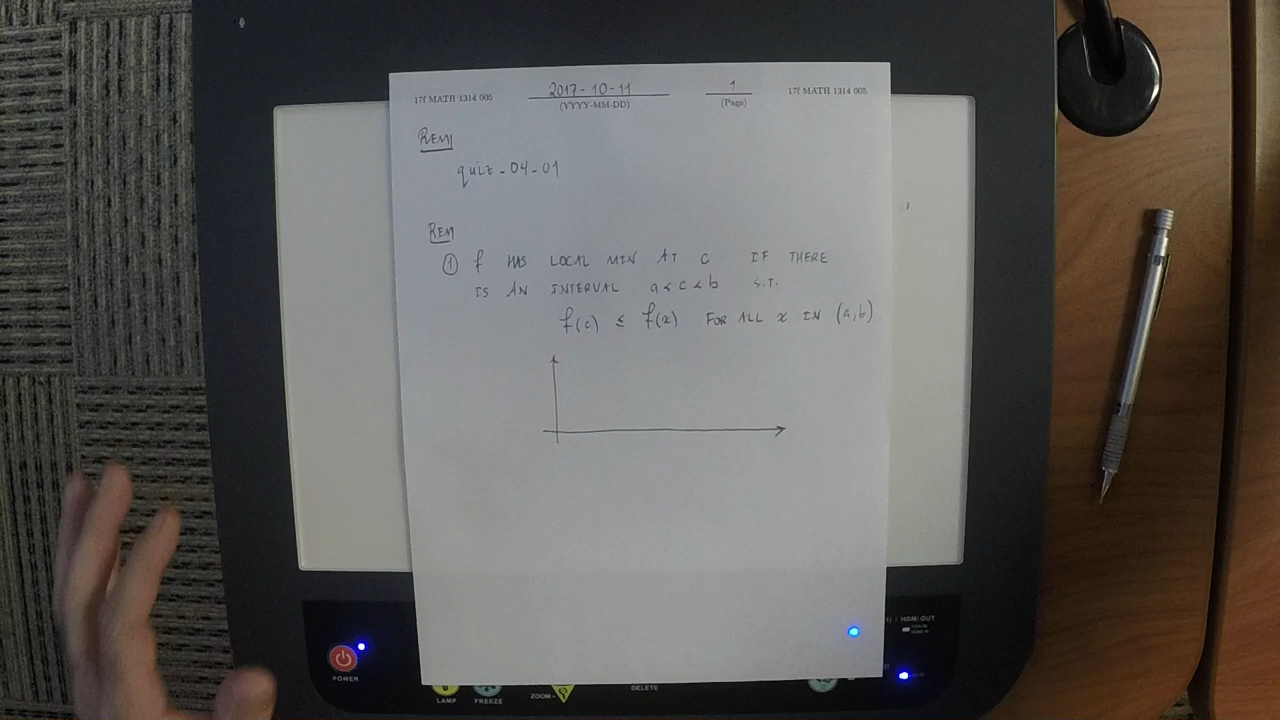 17f MATH 1314 005 2017-10-11 1 17f MATH 1314 005
(YYYY-MM-DD) (Page)
REM
quiz-04-01
REM
① f HAS LOCAL MIN AT c IF THERE
IS AN INTERVAL a < c < b S.T.
f(c) ≤ f(x) FOR ALL x IN (a,b).
HDMI OUT
POWER
LAMP FREEZE ZOOM- DELETE